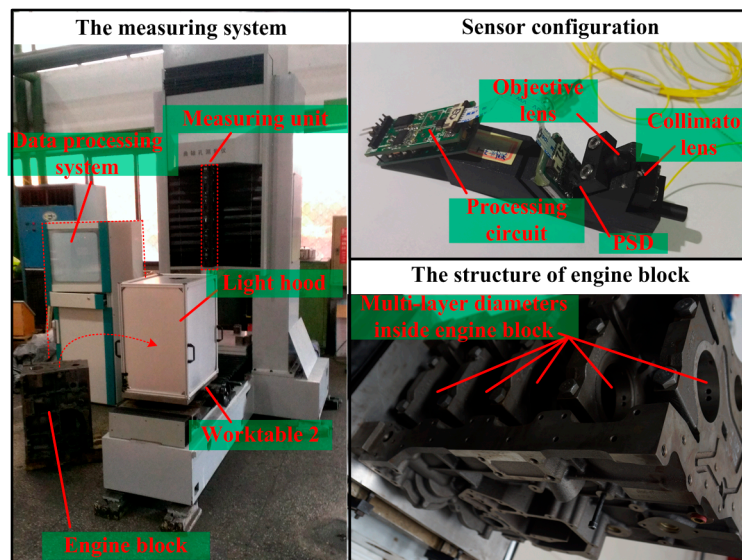 The measuring system
Measuring unit
Data processing
system
Light hood
Worktable 2
Engine block
Sensor configuration
Objective
lens
Collimator
lens
Processing
circuit
PSD
The structure of engine block
Multi-layer diameters
inside engine block